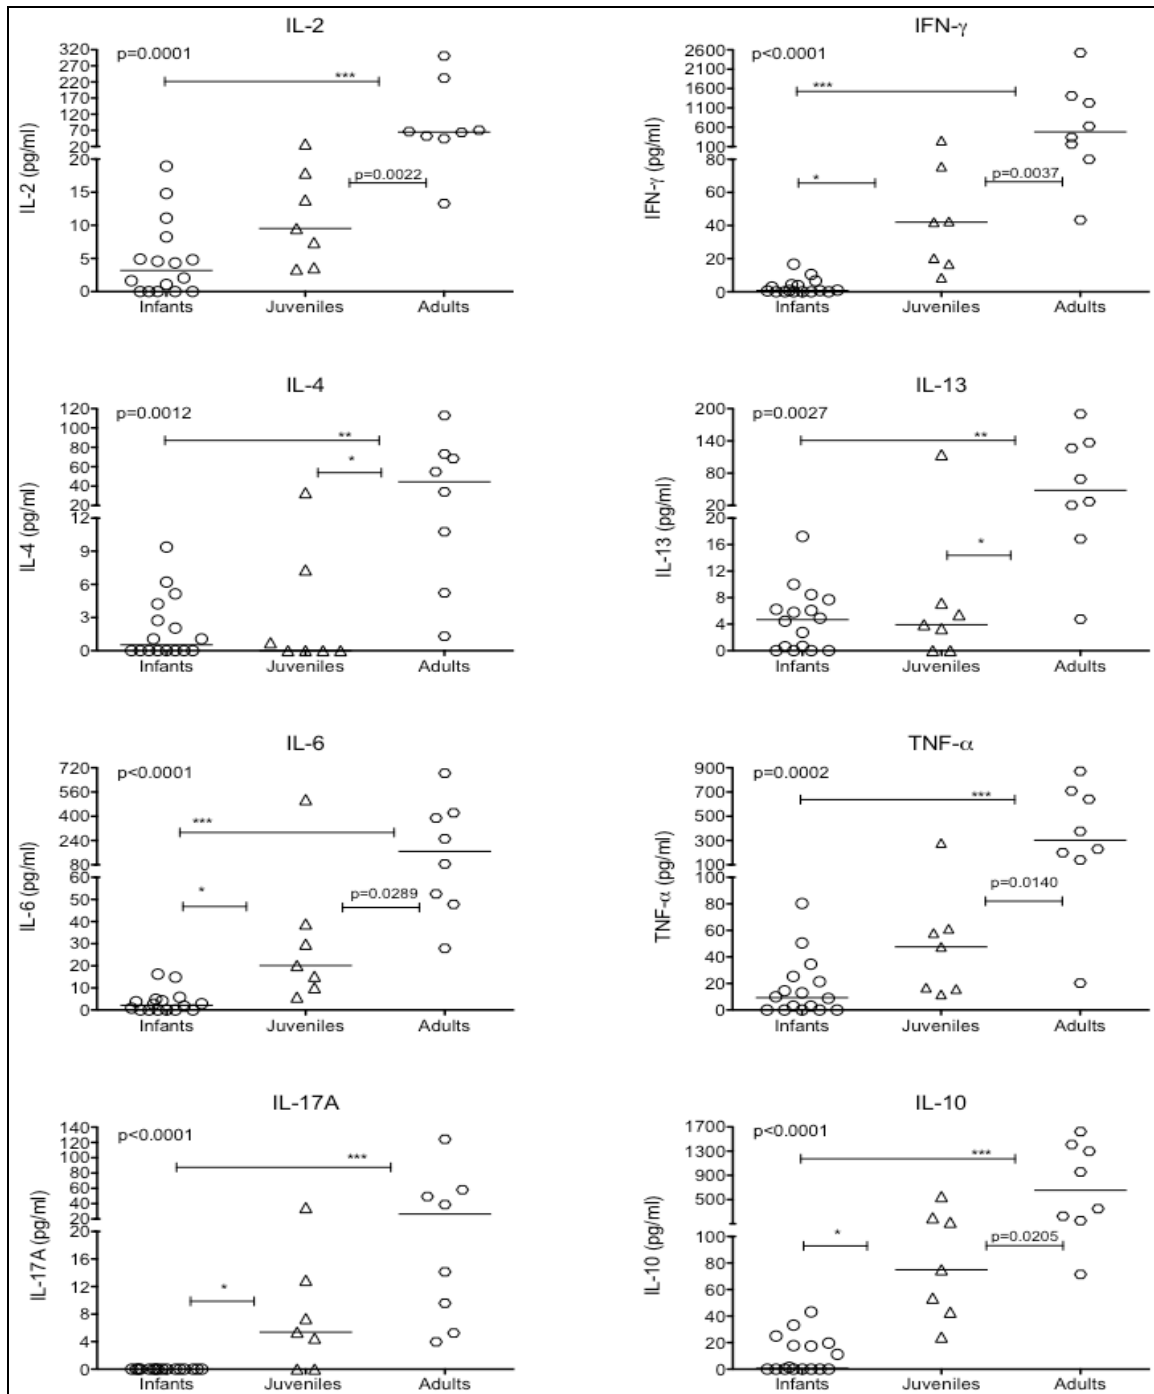 IL-2
p=0.0001
***
p=0.0022
IL-2 (pg/ml)
320
270
220
170
120
70
20
20
15
10
5
0
Infants Juveniles Adults
IFN-γ
p<0.0001
***
*
p=0.0037
IFN-γ (pg/ml)
2600
2100
1600
1100
600
100
80
60
40
20
0
Infants Juveniles Adults
IL-4
p=0.0012
**
*
IL-4 (pg/ml)
120
100
80
60
40
20
12
9
6
3
0
Infants Juveniles Adults
IL-13
p=0.0027
**
*
IL-13 (pg/ml)
200
140
80
20
20
16
12
8
4
0
Infants Juveniles Adults
IL-6
p<0.0001
***
*
p=0.0289
IL-6 (pg/ml)
720
560
400
240
80
60
50
40
30
20
10
0
Infants Juveniles Adults
TNF-α
p=0.0002
***
p=0.0140
TNF-α (pg/ml)
900
700
500
300
100
100
80
60
40
20
0
Infants Juveniles Adults
IL-17A
p<0.0001
***
*
IL-17A (pg/ml)
140
120
100
80
60
40
20
20
16
12
8
4
0
Infants Juveniles Adults
IL-10
p<0.0001
***
*
p=0.0205
IL-10 (pg/ml)
1700
1300
900
500
100
80
60
40
20
0
Infants Juveniles Adults